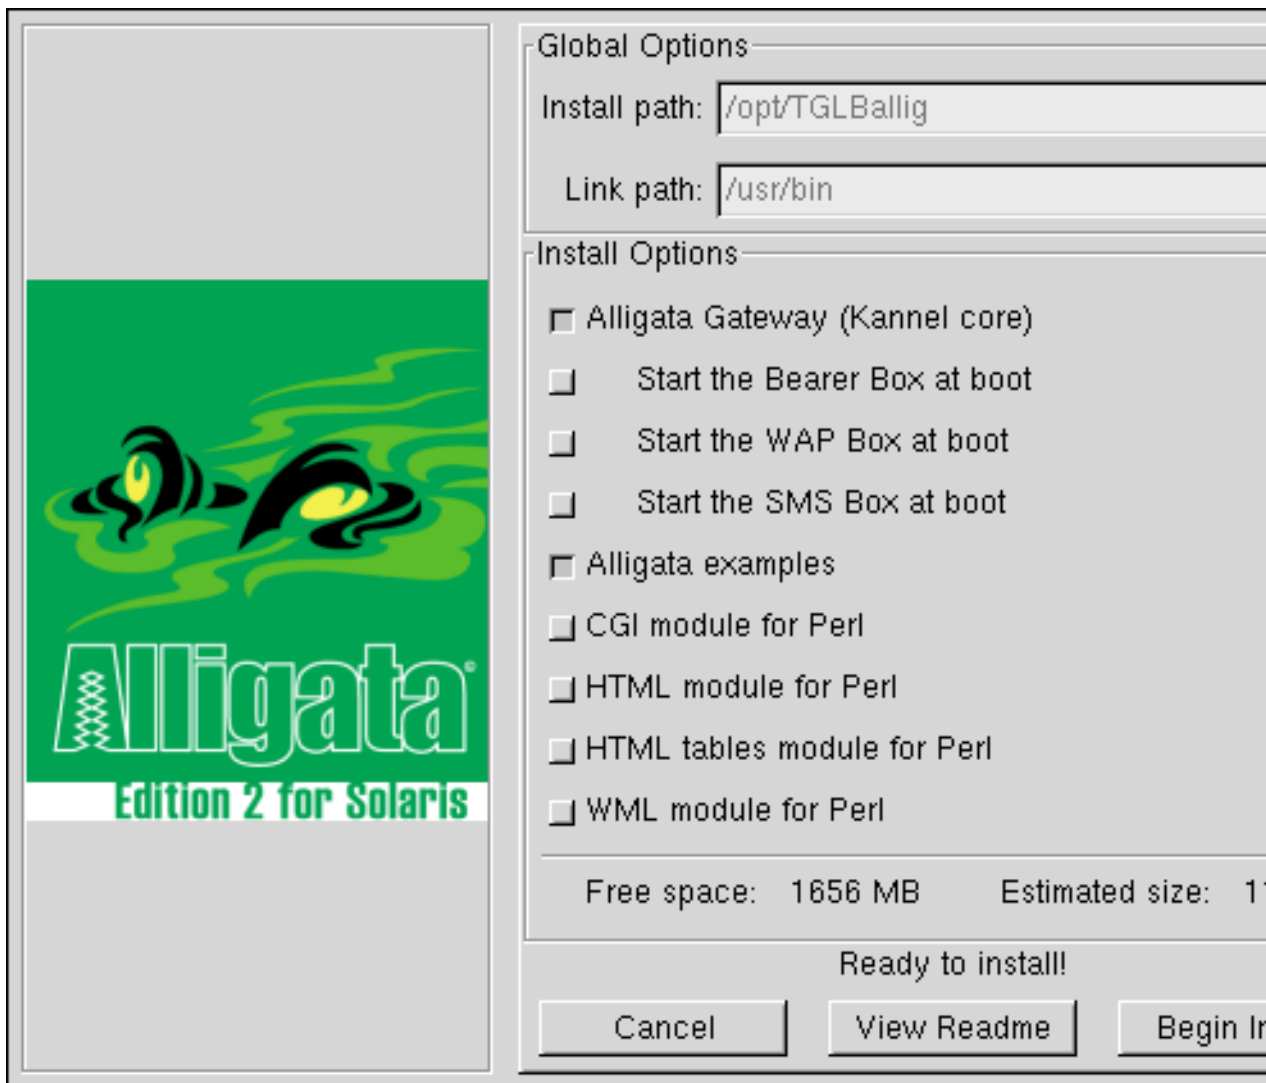 Global Options
Install path: /opt/TGLBallig
Link path: /usr/bin
Install Options
Alligata Gateway (Kannel core)
Start the Bearer Box at boot
Start the WAP Box at boot
Start the SMS Box at boot
Alligata examples
CGI module for Perl
HTML module for Perl
HTML tables module for Perl
WML module for Perl
Free space: 1656 MB Estimated size:
Ready to install!
Cancel View Readme Begin
Alligata©
Edition 2 for Solaris